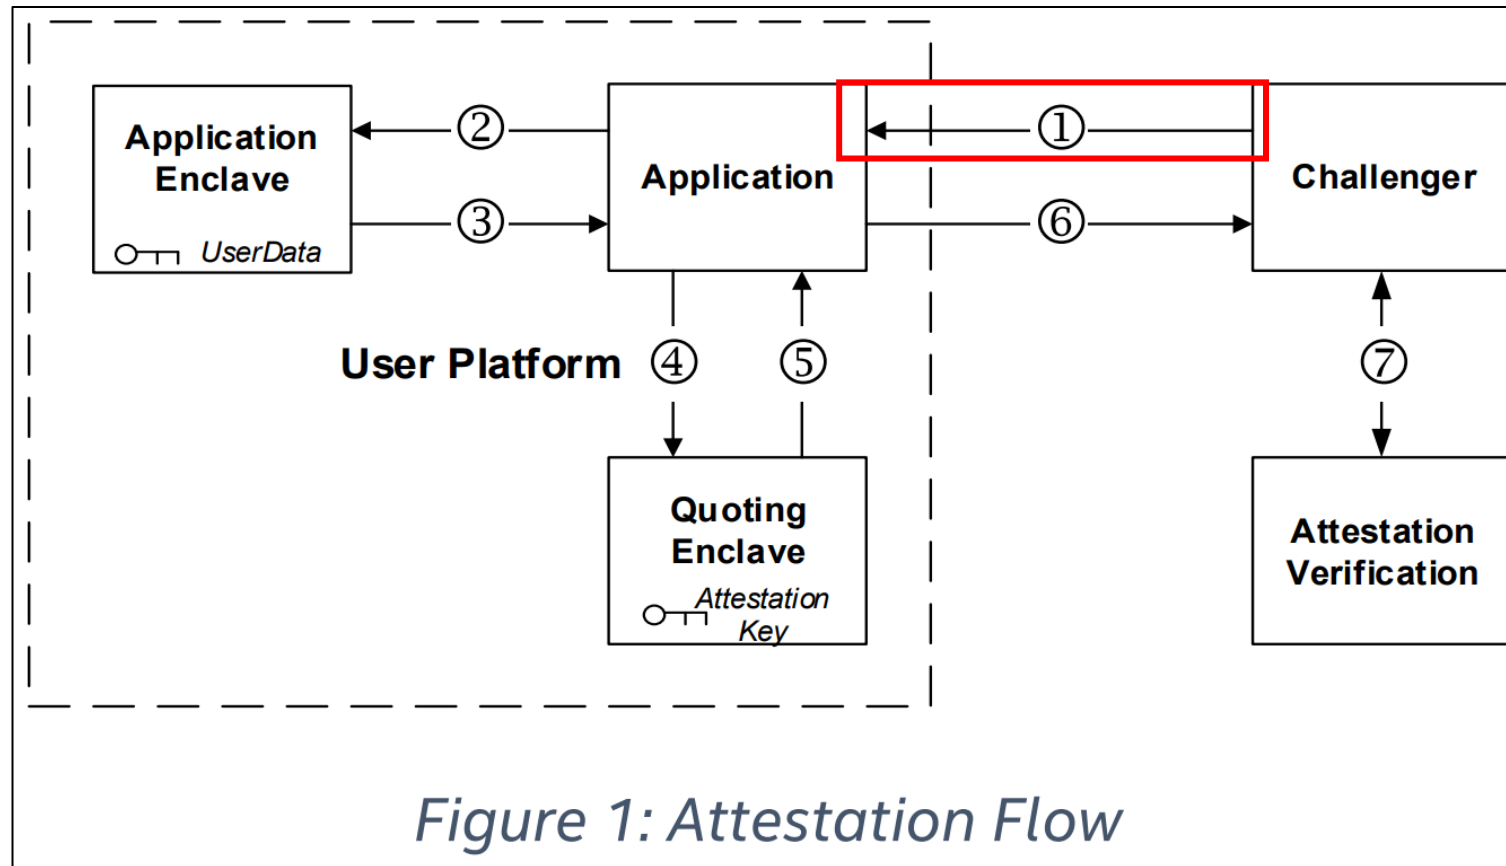 Application
Enclave
UserData
②
③
Application
①
⑥
Challenger
User Platform
④
⑤
⑦
Quoting
Enclave
Attestation
Key
Attestation
Verification
Figure 1: Attestation Flow